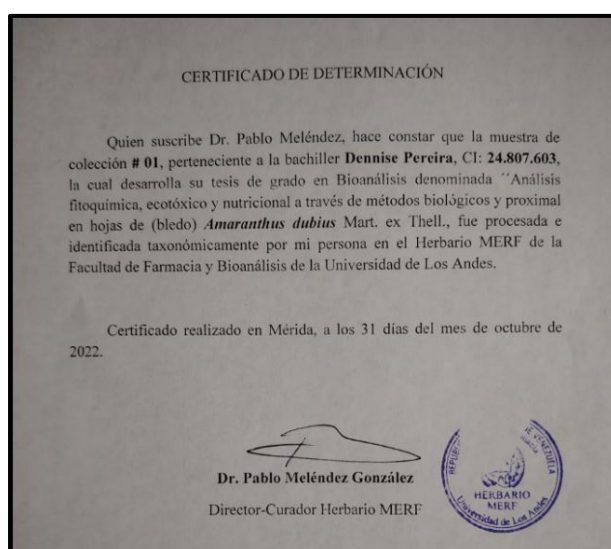 CERTIFICADO DE DETERMINACIÓN
Quien suscribe Dr. Pablo Meléndez, hace constar que la muestra de
colección # 01, perteneciente a la bachiller Dennise Pereira, CI: 24.807.603,
la cual desarrolla su tesis de grado en Bioanálisis denominada ´´Análisis
fitoquímica, ecotóxico y nutricional a través de métodos biológicos y proximal
en hojas de (bledo) Amaranthus dubius Mart. ex Thell., fue procesada e
identificada taxonómicamente por mi persona en el Herbario MERF de la
Facultad de Farmacia y Bioanálisis de la Universidad de Los Andes.
Certificado realizado en Mérida, a los 31 días del mes de octubre de
2022.
Dr. Pablo Meléndez González
Director-Curador Herbario MERF
VENEZUELA
HERBARIO
MERF
Universidad de Los Andes